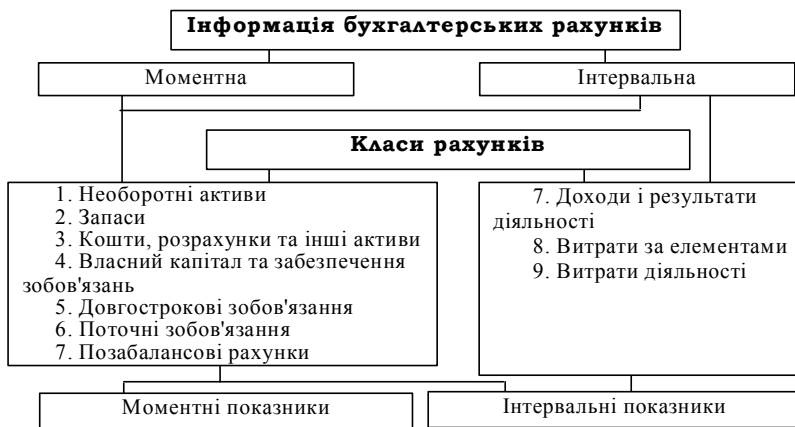 Інформація бухгалтерських рахунків
Моментна
Інтервальна
Класи рахунків
1. Необоротні активи
2. Запаси
3. Кошти, розрахунки та інші активи
4. Власний капітал та забезпечення
зобов'язань
5. Довгострокові зобов'язання
6. Поточні зобов'язання
7. Позабалансові рахунки
7. Доходи і результати
діяльності
8. Витрати за елементами
9. Витрати діяльності
Моментні показники
Інтервальні показники